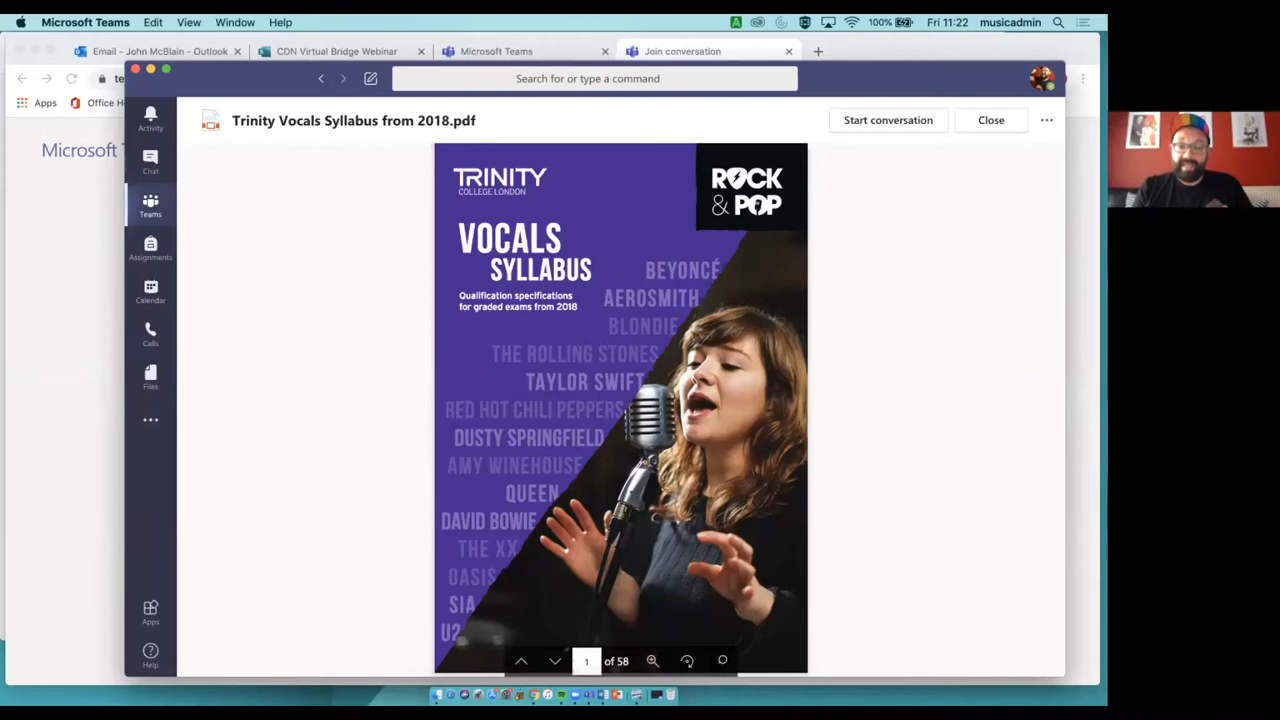 Microsoft Teams Edit View Window Help
100% Fri 11:22 musicadmin
Email - John McBlain - Outlook
CDN Virtual Bridge Webinar
Microsoft Teams
Join conversation
te
Apps
Office H
Microsoft T
Search for or type a command
Activity
Chat
Teams
Assignments
Calendar
Calls
Files
Apps
Help
Trinity Vocals Syllabus from 2018.pdf
Start conversation
Close
TRINITY
COLLEGE LONDON
ROCK
& POP
VOCALS
SYLLABUS
Qualification specifications
for graded exams from 2018
BEYONCÉ
AEROSMITH
BLONDIE
THE ROLLING STONES
TAYLOR SWIFT
RED HOT CHILI PEPPERS
DUSTY SPRINGFIELD
AMY WINEHOUSE
QUEEN
DAVID BOWIE
THE XX
OASIS
SIA
U2
1 of 58